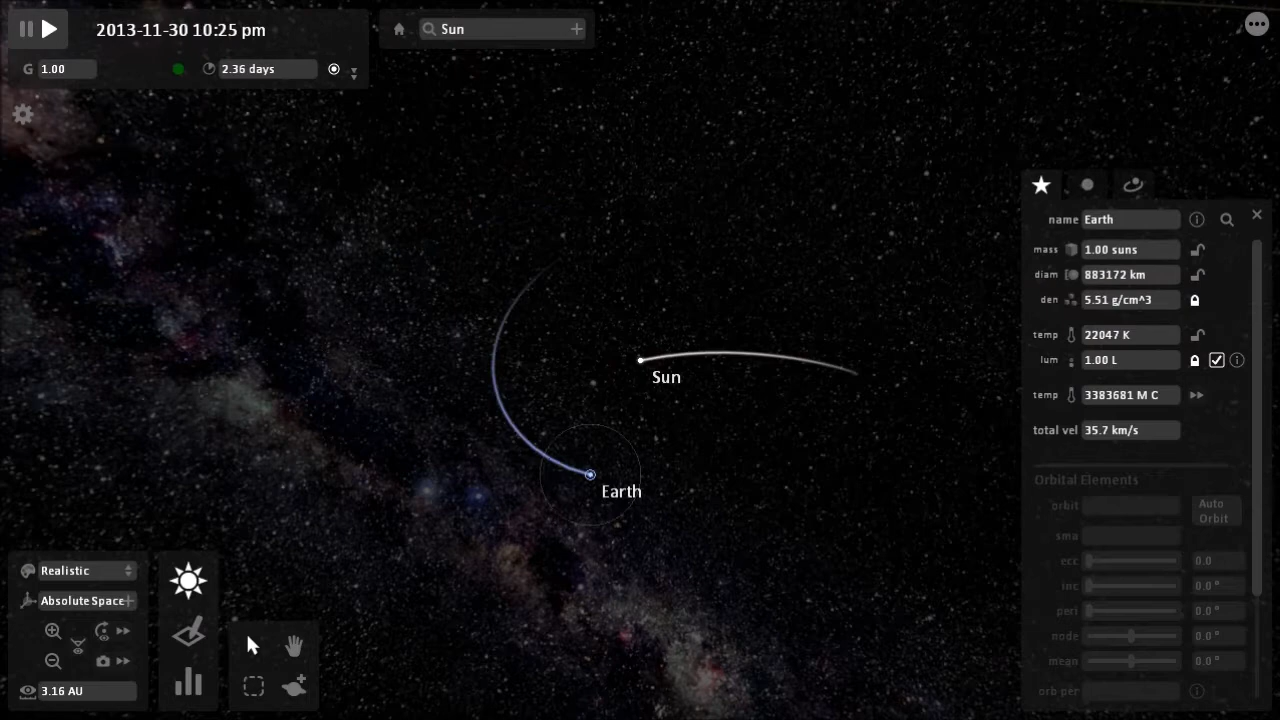 2013-11-30 10:25 pm
Sun
G 1.00
2.36 days
name Earth
mass 1.00 suns
diam 883172 km
den 5.51 g/cm^3
temp 22047 K
lum 1.00 L
temp 3383681 M C
total vel 35.7 km/s
Orbital Elements
orbit
Auto
Orbit
sma
ecc 0.0
inc 0.0 °
peri 0.0 °
node 0.0 °
mean 0.0 °
orb per
Sun
Earth
Realistic
Absolute Space
3.16 AU